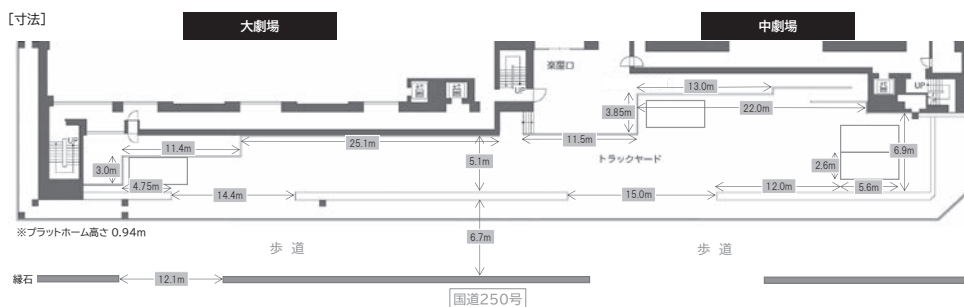 [寸法]
大劇場
中劇場
楽屋口
UP
UP
UP
13.0m
3.85m
22.0m
11.4m
25.1m
11.5m
トラックヤード
6.9m
3.0m
5.1m
2.6m
4.75m
14.4m
15.0m
12.0m
5.6m
※プラットホーム高さ 0.94m
歩 道
6.7m
歩 道
縁石
12.1m
国道250号